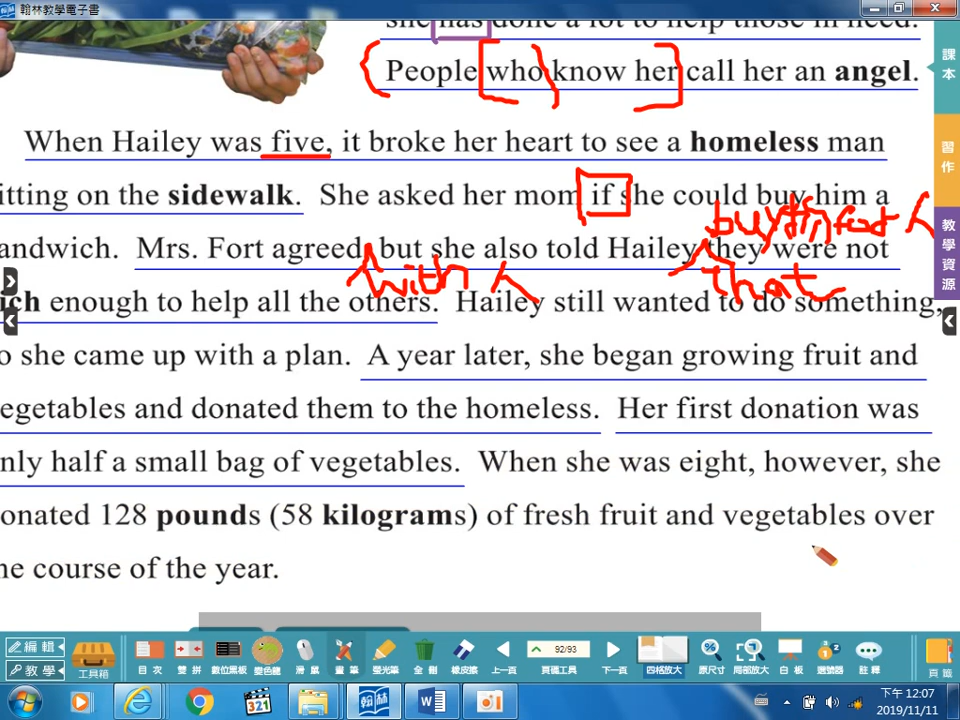 翰林教學電子書
she has done a lot to help those in need.
People who know her call her an angel.
When Hailey was five, it broke her heart to see a homeless man
itting on the sidewalk. She asked her mom if she could buy him a
buy sth for 人
andwich. Mrs. Fort agreed, but she also told Hailey they were not
with 人
that
ich enough to help all the others. Hailey still wanted to do something,
o she came up with a plan. A year later, she began growing fruit and
egetables and donated them to the homeless. Her first donation was
nly half a small bag of vegetables. When she was eight, however, she
onated 128 pounds (58 kilograms) of fresh fruit and vegetables over
he course of the year.
課本
習作
教學資源
編輯
教學
工具箱
目次
雙拼
數位黑板
變色龍
滑鼠
畫筆
螢光筆
全刪
橡皮擦
上一頁
92/93
頁碼工具
下一頁
四格放大
原尺寸
局部放大
白板
選號器
註釋
頁籤
321
翰林
下午 12:07
2019/11/11